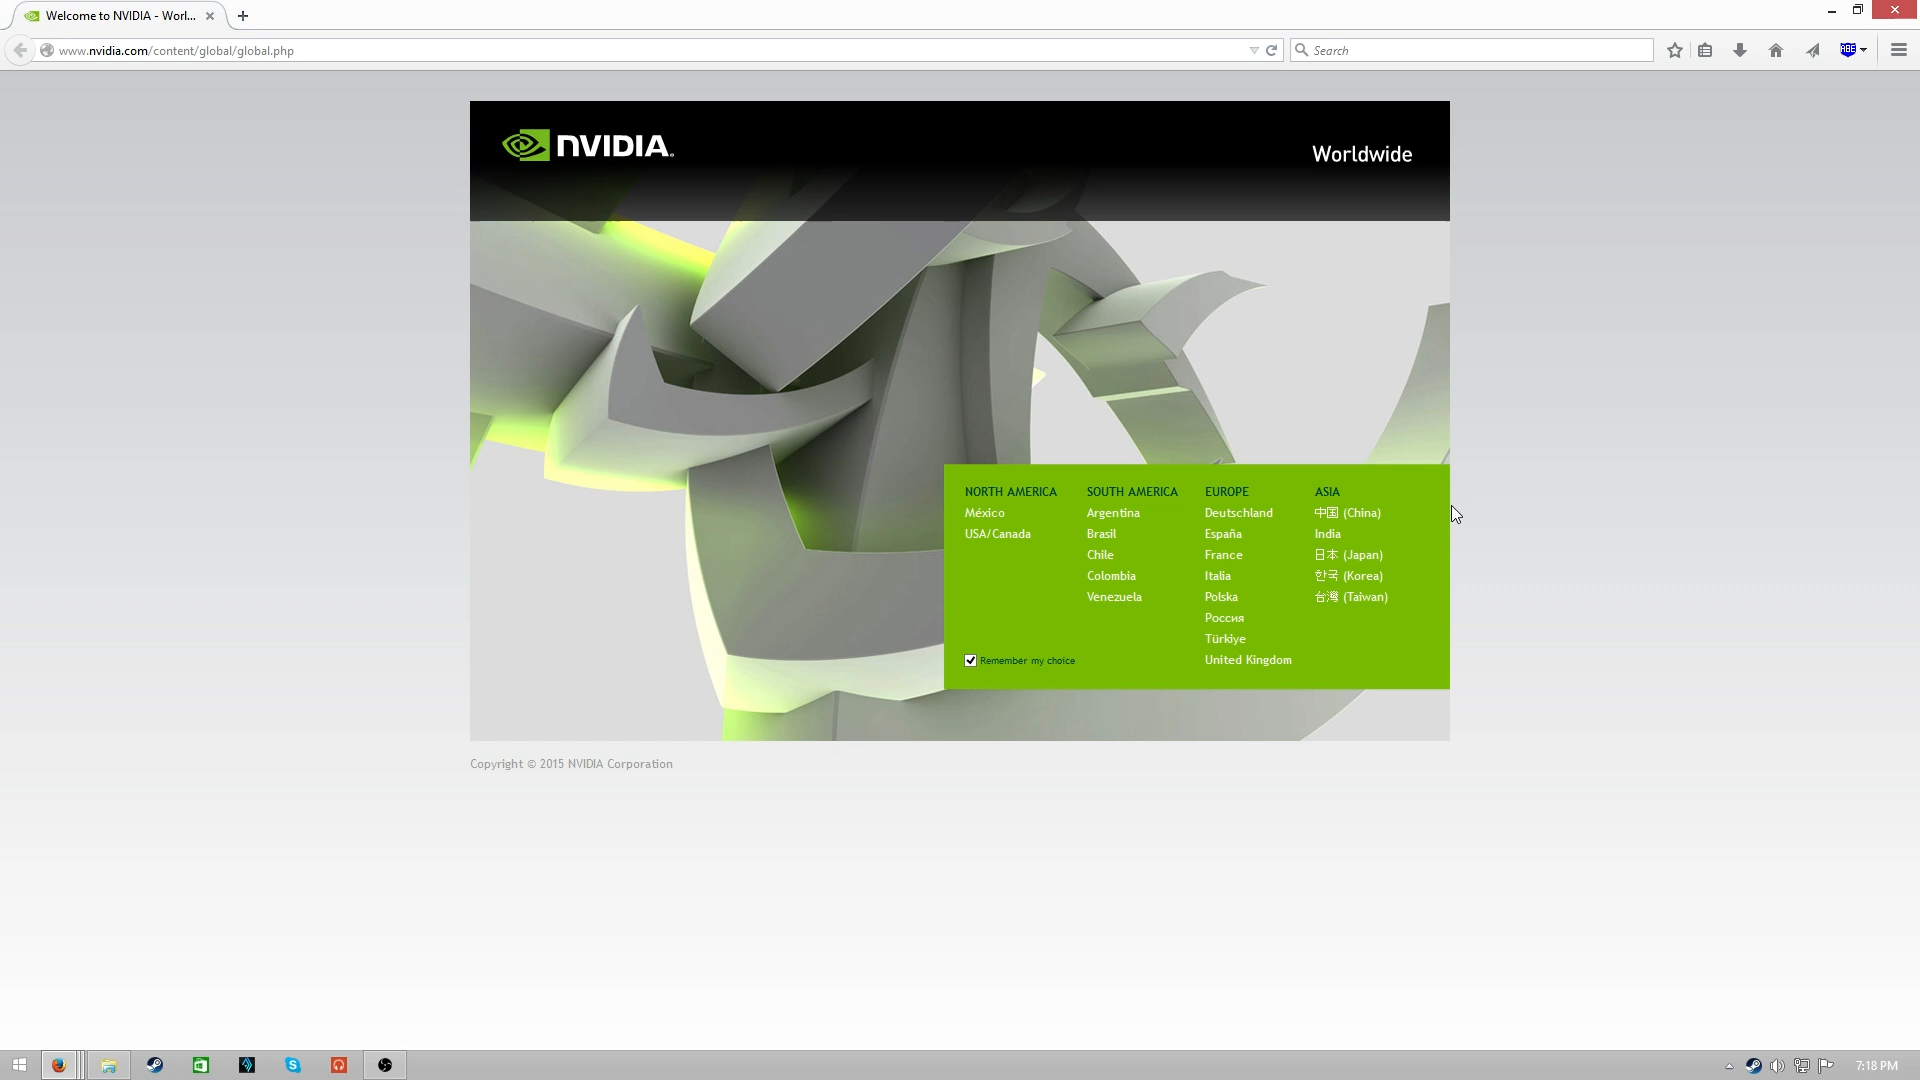 Welcome to NVIDIA - Worl...
www.nvidia.com/content/global/global.php
Search
ABE
NVIDIA.
Worldwide
NORTH AMERICA
México
USA/Canada
SOUTH AMERICA
Argentina
Brasil
Chile
Colombia
Venezuela
EUROPE
Deutschland
España
France
Italia
Polska
Россия
Türkiye
United Kingdom
ASIA
中国 (China)
India
日本 (Japan)
한국 (Korea)
台灣 (Taiwan)
Remember my choice
Copyright © 2015 NVIDIA Corporation
7:18 PM